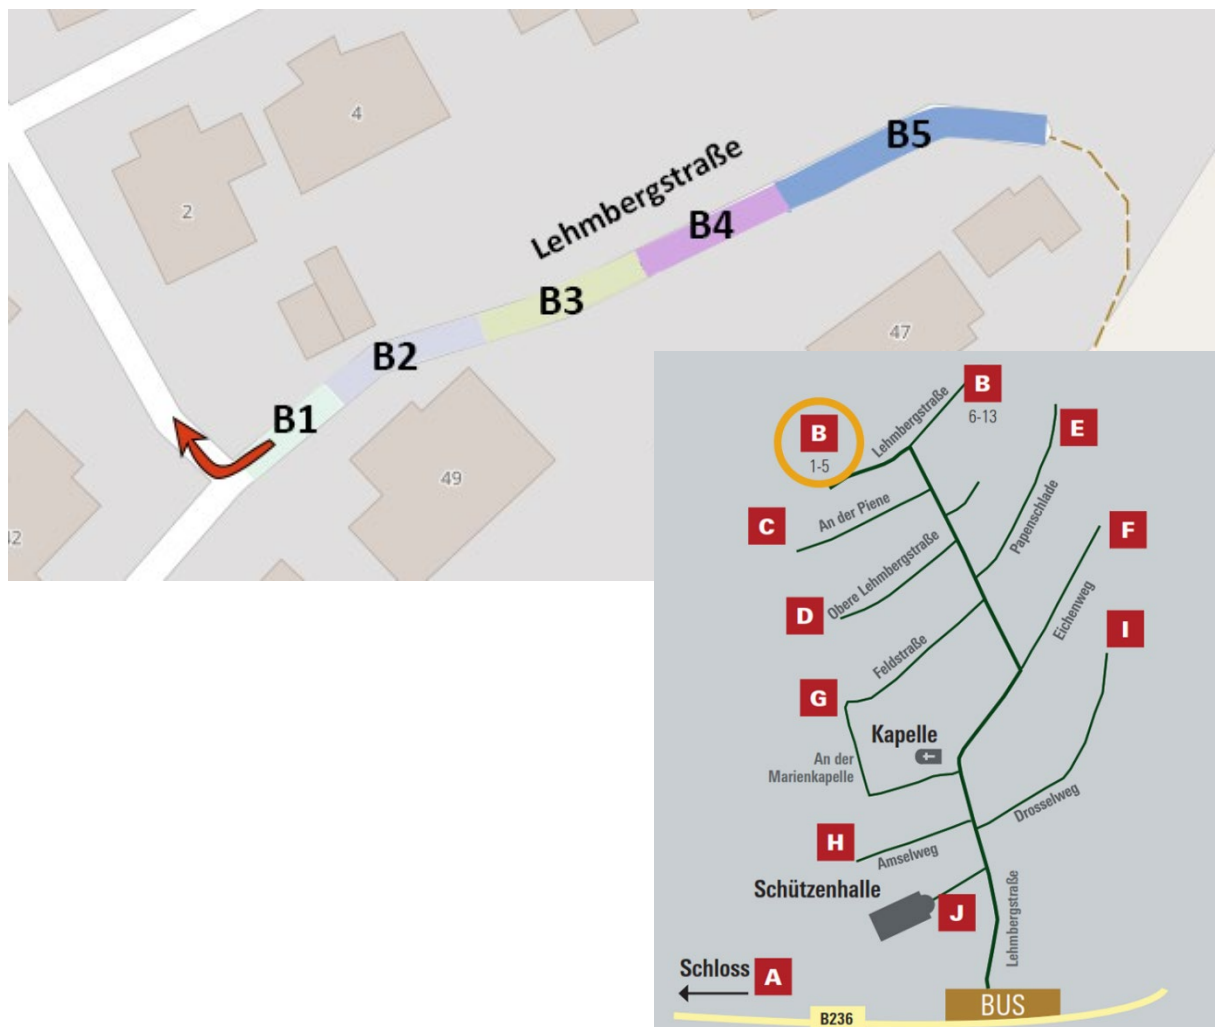 4
2
Lehmbergstraße
B5
B4
B3
B2
B1
47
49
42
B
6-13
B
1-5
Lehmbergstraße
E
C
An der Piene
Papenschlade
F
D
Obere Lehmbergstraße
Eichenweg
I
Feldstraße
G
Kapelle
An der
Marienkapelle
Drosselweg
H
Amselweg
Schützenhalle
J
Lehmbergstraße
Schloss
A
BUS
B236